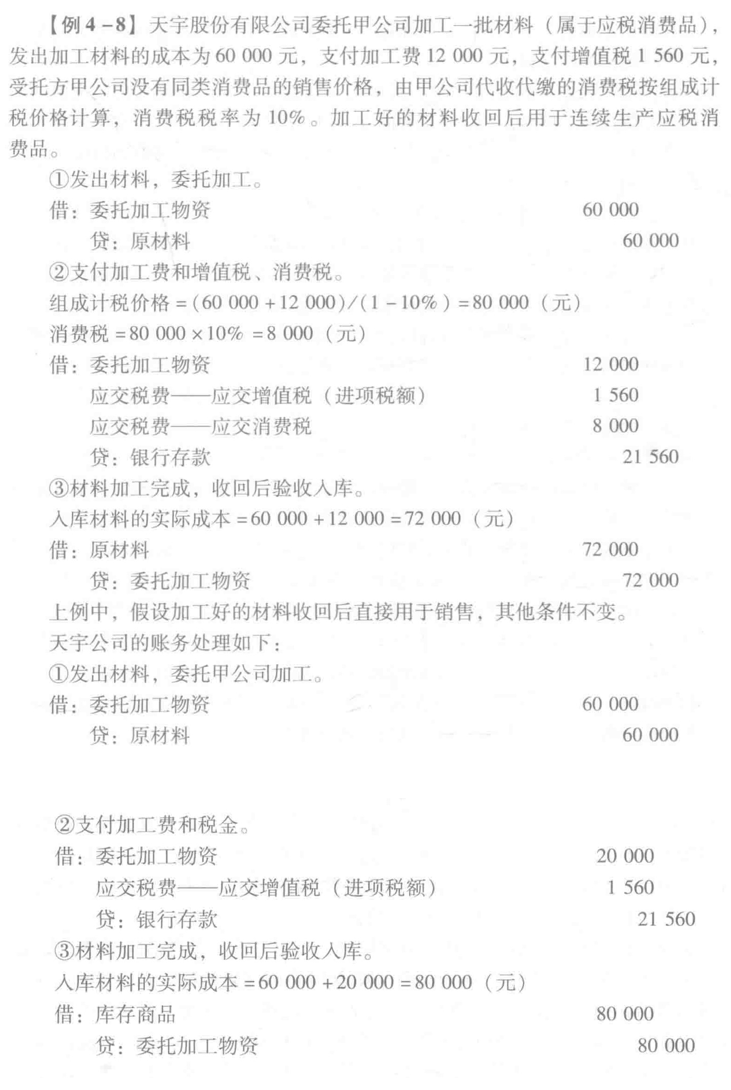 【例4-8】天宇股份有限公司委托甲公司加工一批材料（属于应税消费品），
发出加工材料的成本为60 000元，支付加工费12 000元，支付增值税1 560元，
受托方甲公司没有同类消费品的销售价格，由甲公司代收代缴的消费税按组成计
税价格计算，消费税税率为10%。加工好的材料收回后用于连续生产应税消
费品。
①发出材料，委托加工。
借：委托加工物资 60 000
贷：原材料 60 000
②支付加工费和增值税、消费税。
组成计税价格=(60 000+12 000)/(1-10%)=80 000（元）
消费税=80 000×10%=8 000（元）
借：委托加工物资 12 000
应交税费——应交增值税（进项税额） 1 560
应交税费——应交消费税 8 000
贷：银行存款 21 560
③材料加工完成，收回后验收入库。
入库材料的实际成本=60 000+12 000=72 000（元）
借：原材料 72 000
贷：委托加工物资 72 000
上例中，假设加工好的材料收回后直接用于销售，其他条件不变。
天宇公司的账务处理如下：
①发出材料，委托甲公司加工。
借：委托加工物资 60 000
贷：原材料 60 000
②支付加工费和税金。
借：委托加工物资 20 000
应交税费——应交增值税（进项税额） 1 560
贷：银行存款 21 560
③材料加工完成，收回后验收入库。
入库材料的实际成本=60 000+20 000=80 000（元）
借：库存商品 80 000
贷：委托加工物资 80 000